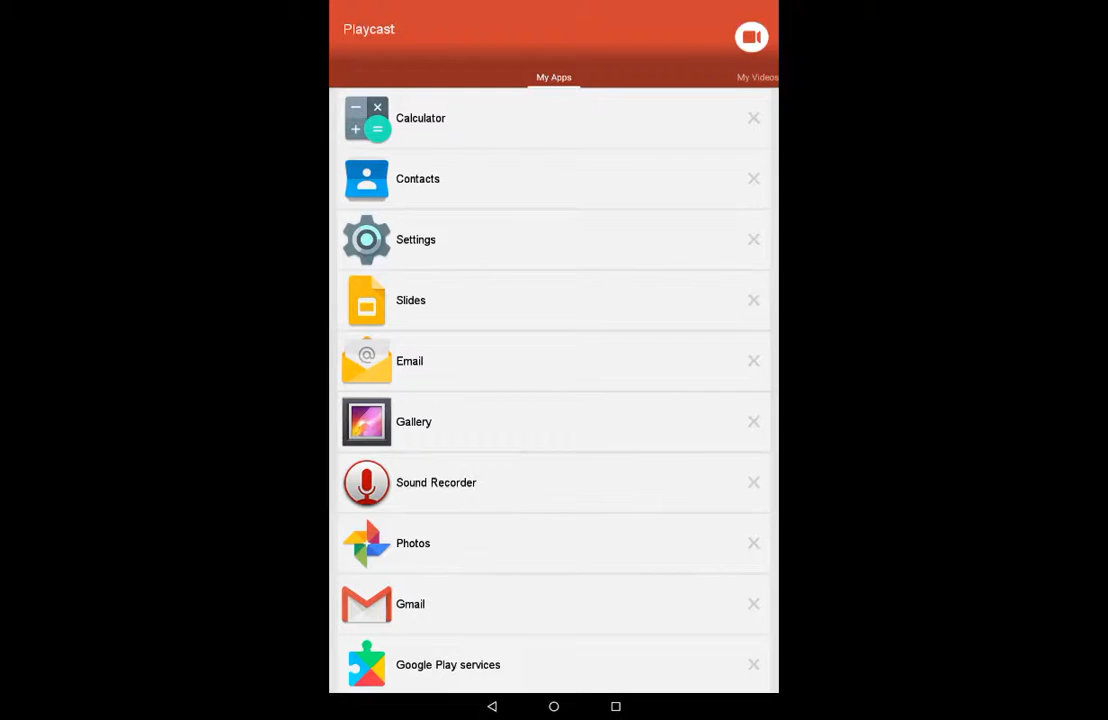 Playcast
My Apps
My Videos
Calculator
Contacts
Settings
Slides
Email
Gallery
Sound Recorder
Photos
Gmail
Google Play services